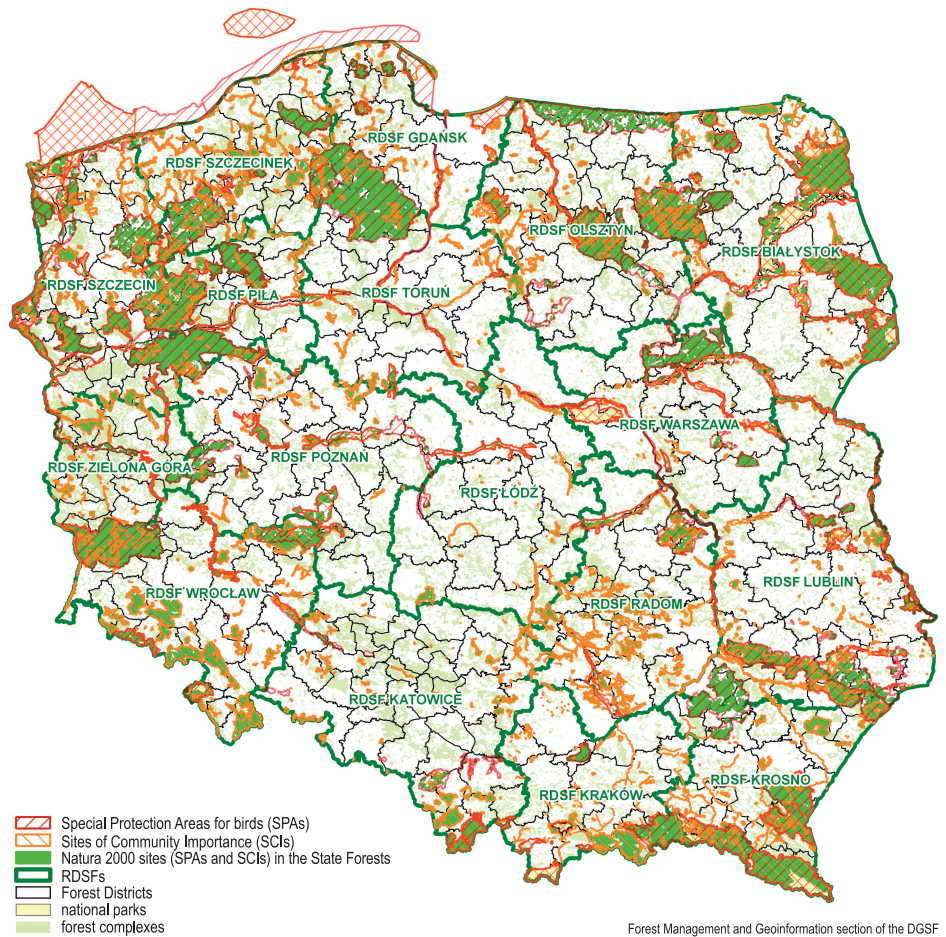 RDSF GDAŃSK
RDSF SZCZECINEK
RDSF OLSZTYN
RDSF BIAŁYSTOK
RDSF SZCZECIN
RDSF PIŁA
RDSF TORUŃ
RDSF WARSZAWA
RDSF POZNAŃ
RDSF ZIELONA GÓRA
RDSF ŁÓDŹ
RDSF LUBLIN
RDSF WROCŁAW
RDSF RADOM
RDSF KATOWICE
RDSF KROSNO
RDSF KRAKÓW
Special Protection Areas for birds (SPAs)
Sites of Community Importance (SCIs)
Natura 2000 sites (SPAs and SCIs) in the State Forests
RDSFs
Forest Districts
national parks
forest complexes
Forest Management and Geoinformation section of the DGSF